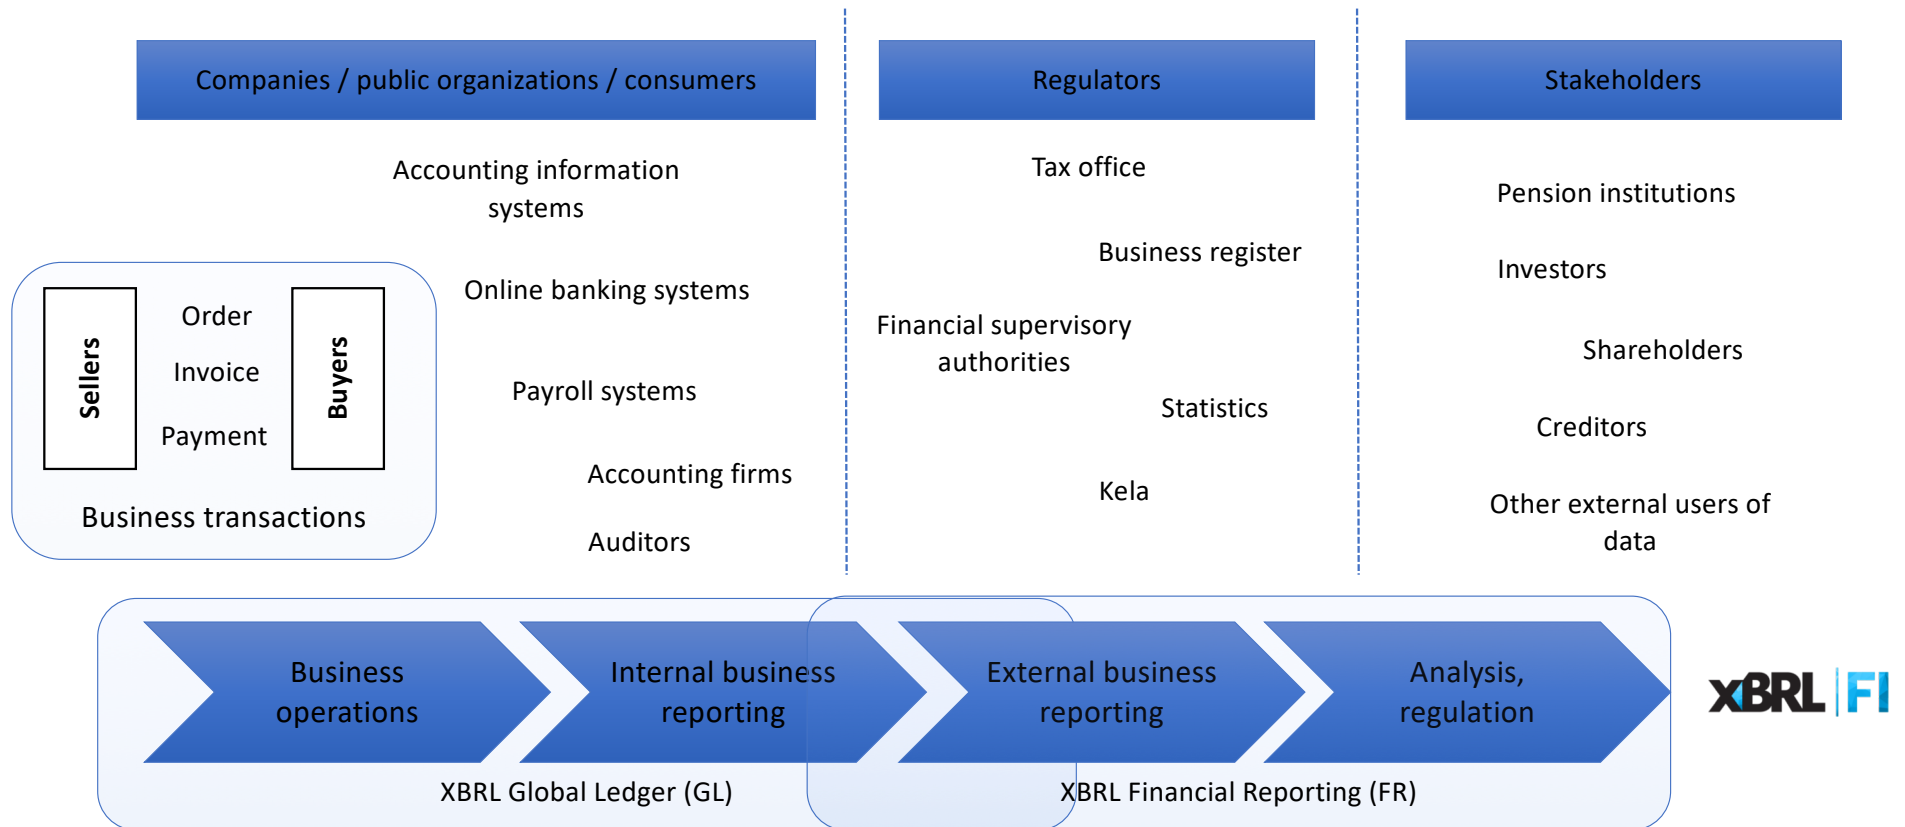 Companies / public organizations / consumers
Regulators
Stakeholders
Accounting information
systems
Online banking systems
Payroll systems
Accounting firms
Auditors
Sellers
Order
Invoice
Payment
Buyers
Business transactions
Tax office
Business register
Financial supervisory
authorities
Statistics
Kela
Pension institutions
Investors
Shareholders
Creditors
Other external users of
data
Business
operations
Internal business
reporting
External business
reporting
Analysis,
regulation
XBRL Global Ledger (GL)
XBRL Financial Reporting (FR)
XBRL FI